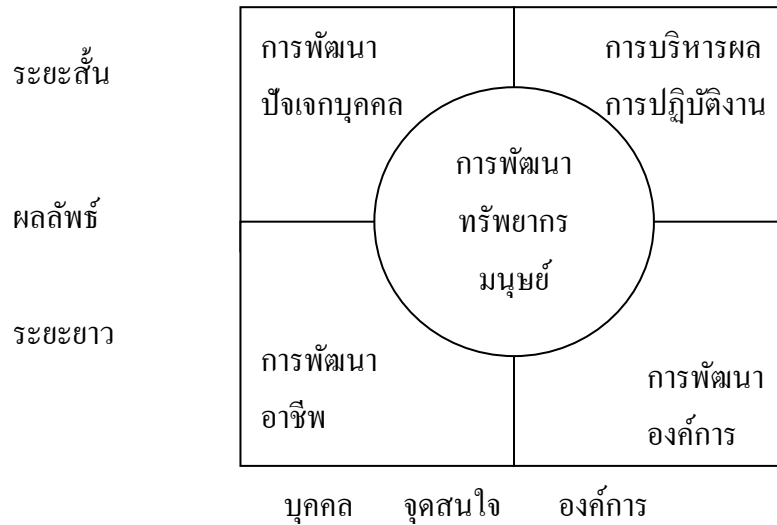 การพัฒนา
ปัจเจกบุคคล
การบริหารผล
การปฏิบัติงาน
ระยะสั้น
การพัฒนา
ทรัพยากร
มนุษย์
ผลลัพธ์
ระยะยาว
การพัฒนา
อาชีพ
การพัฒนา
องค์การ
บุคคล จุดสนใจ องค์การ